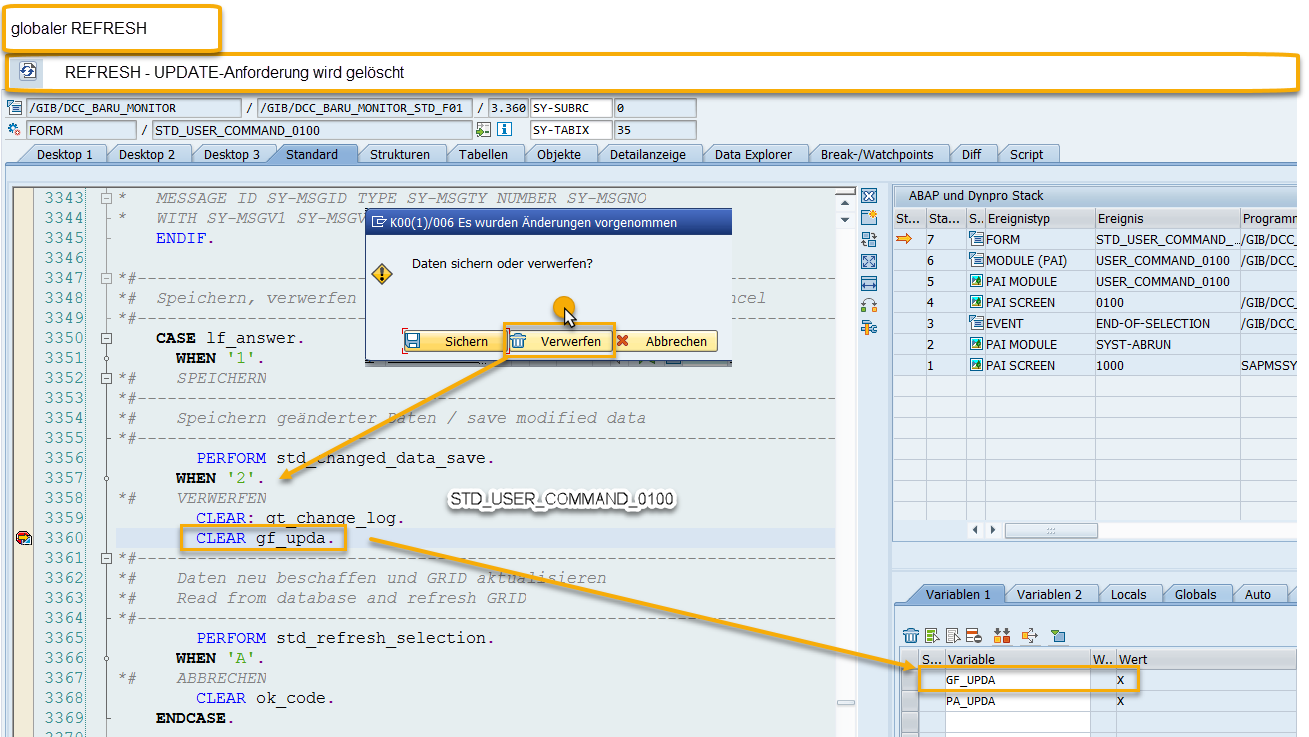 globaler REFRESH
REFRESH - UPDATE-Anforderung wird gelöscht
/GIB/DCC_BARU_MONITOR / /GIB/DCC_BARU_MONITOR_STD_F01 / 3.360 SY-SUBRC 0
FORM / STD_USER_COMMAND_0100 SY-TABIX 35
Desktop 1 Desktop 2 Desktop 3 Standard Strukturen Tabellen Objekte Detailanzeige Data Explorer Break-/Watchpoints Diff Script
3343 * MESSAGE ID SY-MSGID TYPE SY-MSGTY NUMBER SY-MSGNO
3344 * WITH SY-MSGV1
3345 ENDIF.
3346
3347 *#
3348 *# Speichern, verwerfen
3349 *#
3350 CASE lf_answer.
3351 WHEN '1'.
3352 *# SPEICHERN
3353 *#
3354 *# Speichern geänderter Daten / save modified data
3355 *#
3356 PERFORM std_changed_data_save.
3357 WHEN '2'.
3358 *# VERWERFEN
3359 CLEAR: gt_change_log.
3360 CLEAR gf_upda.
3361 *#
3362 *# Daten neu beschaffen und GRID aktualisieren
3363 *# Read from database and refresh GRID
3364 *#
3365 PERFORM std_refresh_selection.
3366 WHEN 'A'.
3367 *# ABBRECHEN
3368 CLEAR ok_code.
3369 ENDCASE.
K00(1)/006 Es wurden Änderungen vorgenommen
Daten sichern oder verwerfen?
Sichern Verwerfen Abbrechen
STD_USER_COMMAND_0100
ABAP und Dynpro Stack
St... Sta... S.. Ereignistyp Ereignis Programm
7 FORM STD_USER_COMMAND_... /GIB/DCC_
6 MODULE (PAI) USER_COMMAND_0100 /GIB/DCC_
5 PAI MODULE USER_COMMAND_0100
4 PAI SCREEN 0100 /GIB/DCC_
3 EVENT END-OF-SELECTION /GIB/DCC_
2 PAI MODULE SYST-ABRUN
1 PAI SCREEN 1000 SAPMSSY
Variablen 1 Variablen 2 Locals Globals Auto
S... Variable W.. Wert
GF_UPDA X
PA_UPDA X